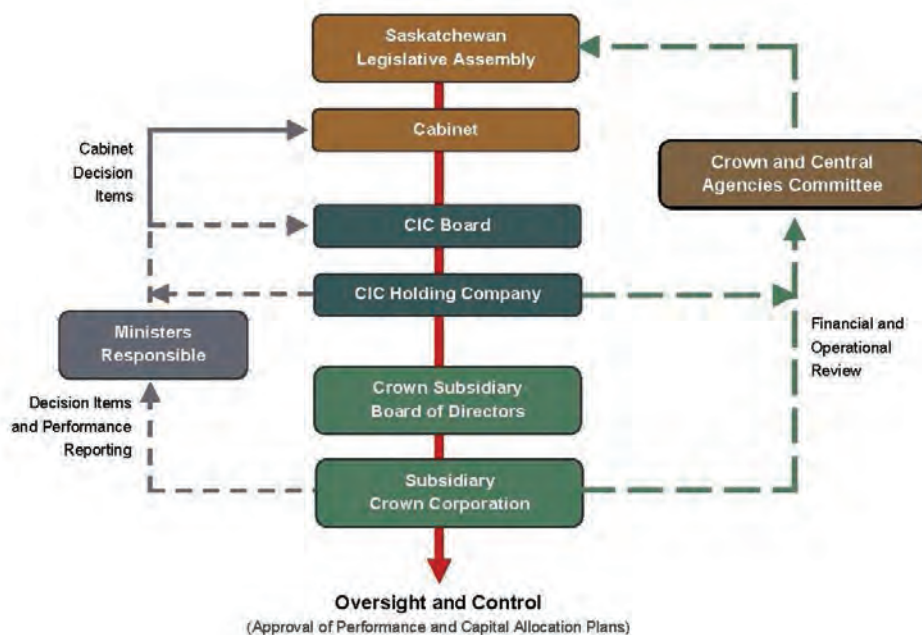 Saskatchewan
Legislative Assembly
Cabinet
Cabinet
Decision
Items
Crown and Central
Agencies Committee
CIC Board
CIC Holding Company
Ministers
Responsible
Financial and
Operational
Review
Crown Subsidiary
Board of Directors
Decision Items
and Performance
Reporting
Subsidiary
Crown Corporation
Oversight and Control
(Approval of Performance and Capital Allocation Plans)